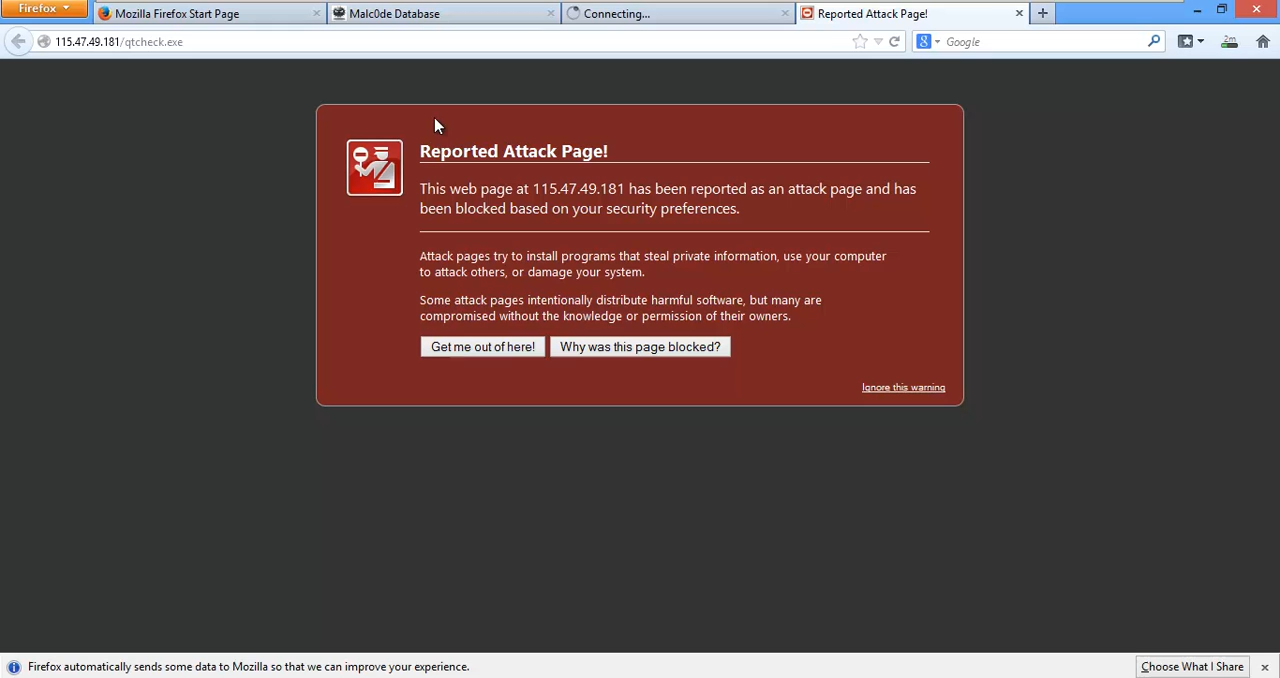 Firefox
Mozilla Firefox Start Page
Malc0de Database
Connecting...
Reported Attack Page!
115.47.49.181/qtcheck.exe
8
Google
2m
Reported Attack Page!
This web page at 115.47.49.181 has been reported as an attack page and has
been blocked based on your security preferences.
Attack pages try to install programs that steal private information, use your computer
to attack others, or damage your system.
Some attack pages intentionally distribute harmful software, but many are
compromised without the knowledge or permission of their owners.
Get me out of here!
Why was this page blocked?
Ignore this warning
Firefox automatically sends some data to Mozilla so that we can improve your experience.
Choose What I Share